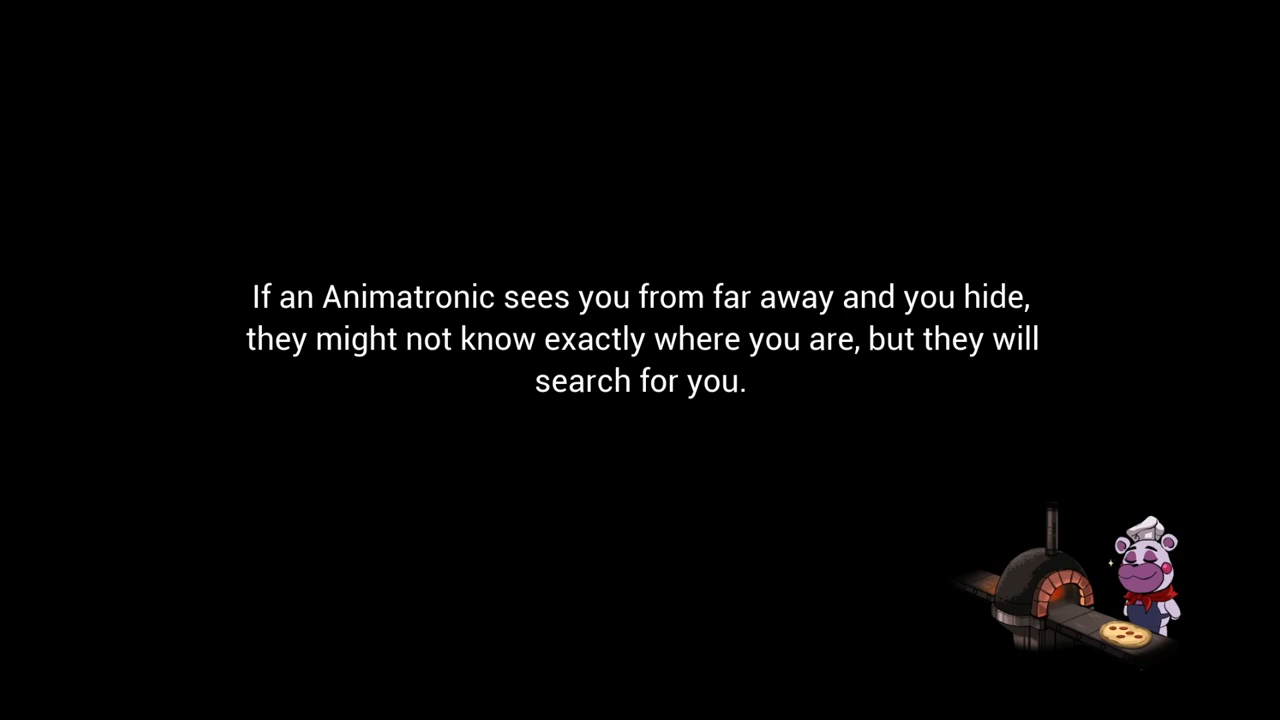 If an Animatronic sees you from far away and you hide,
they might not know exactly where you are, but they will
search for you.